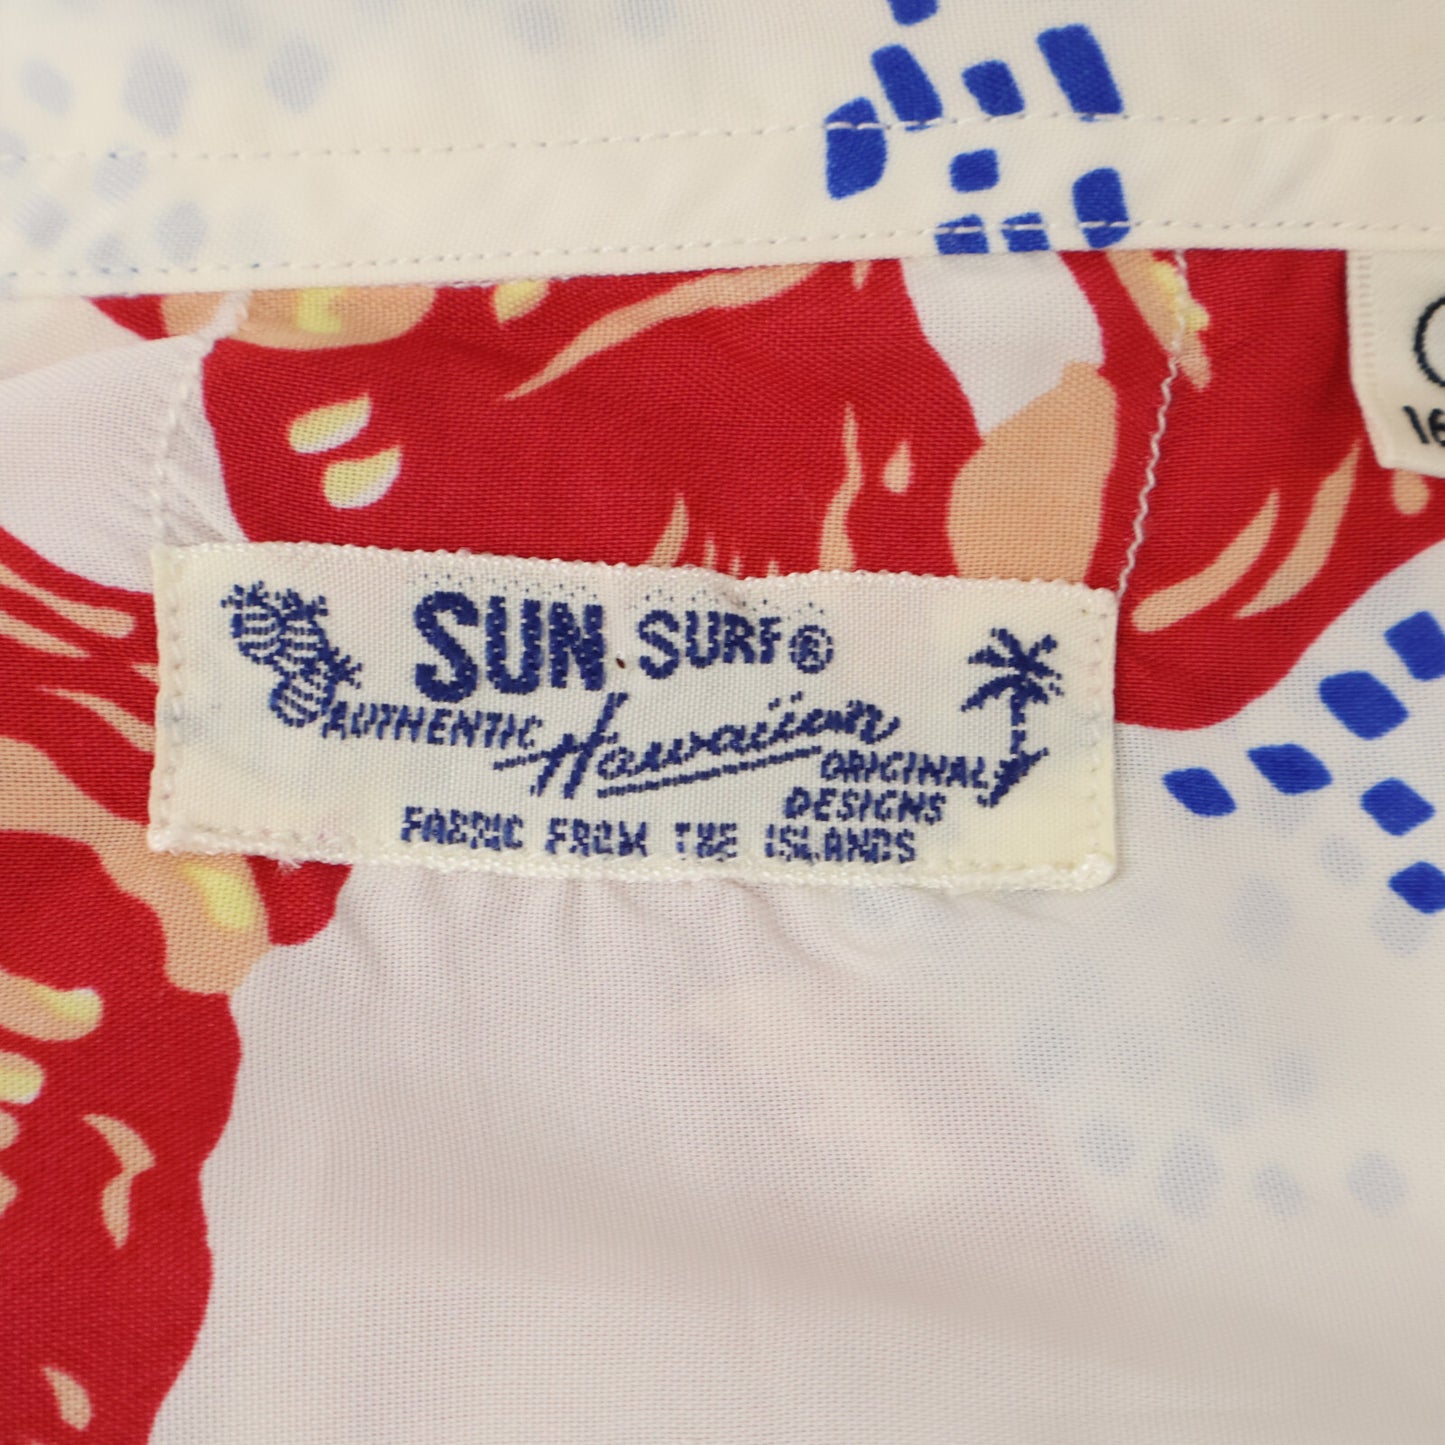 SUN SURF®
AUTHENTIC Hawaiian ORIGINAL
DESIGNS
FABRIC FROM THE ISLANDS